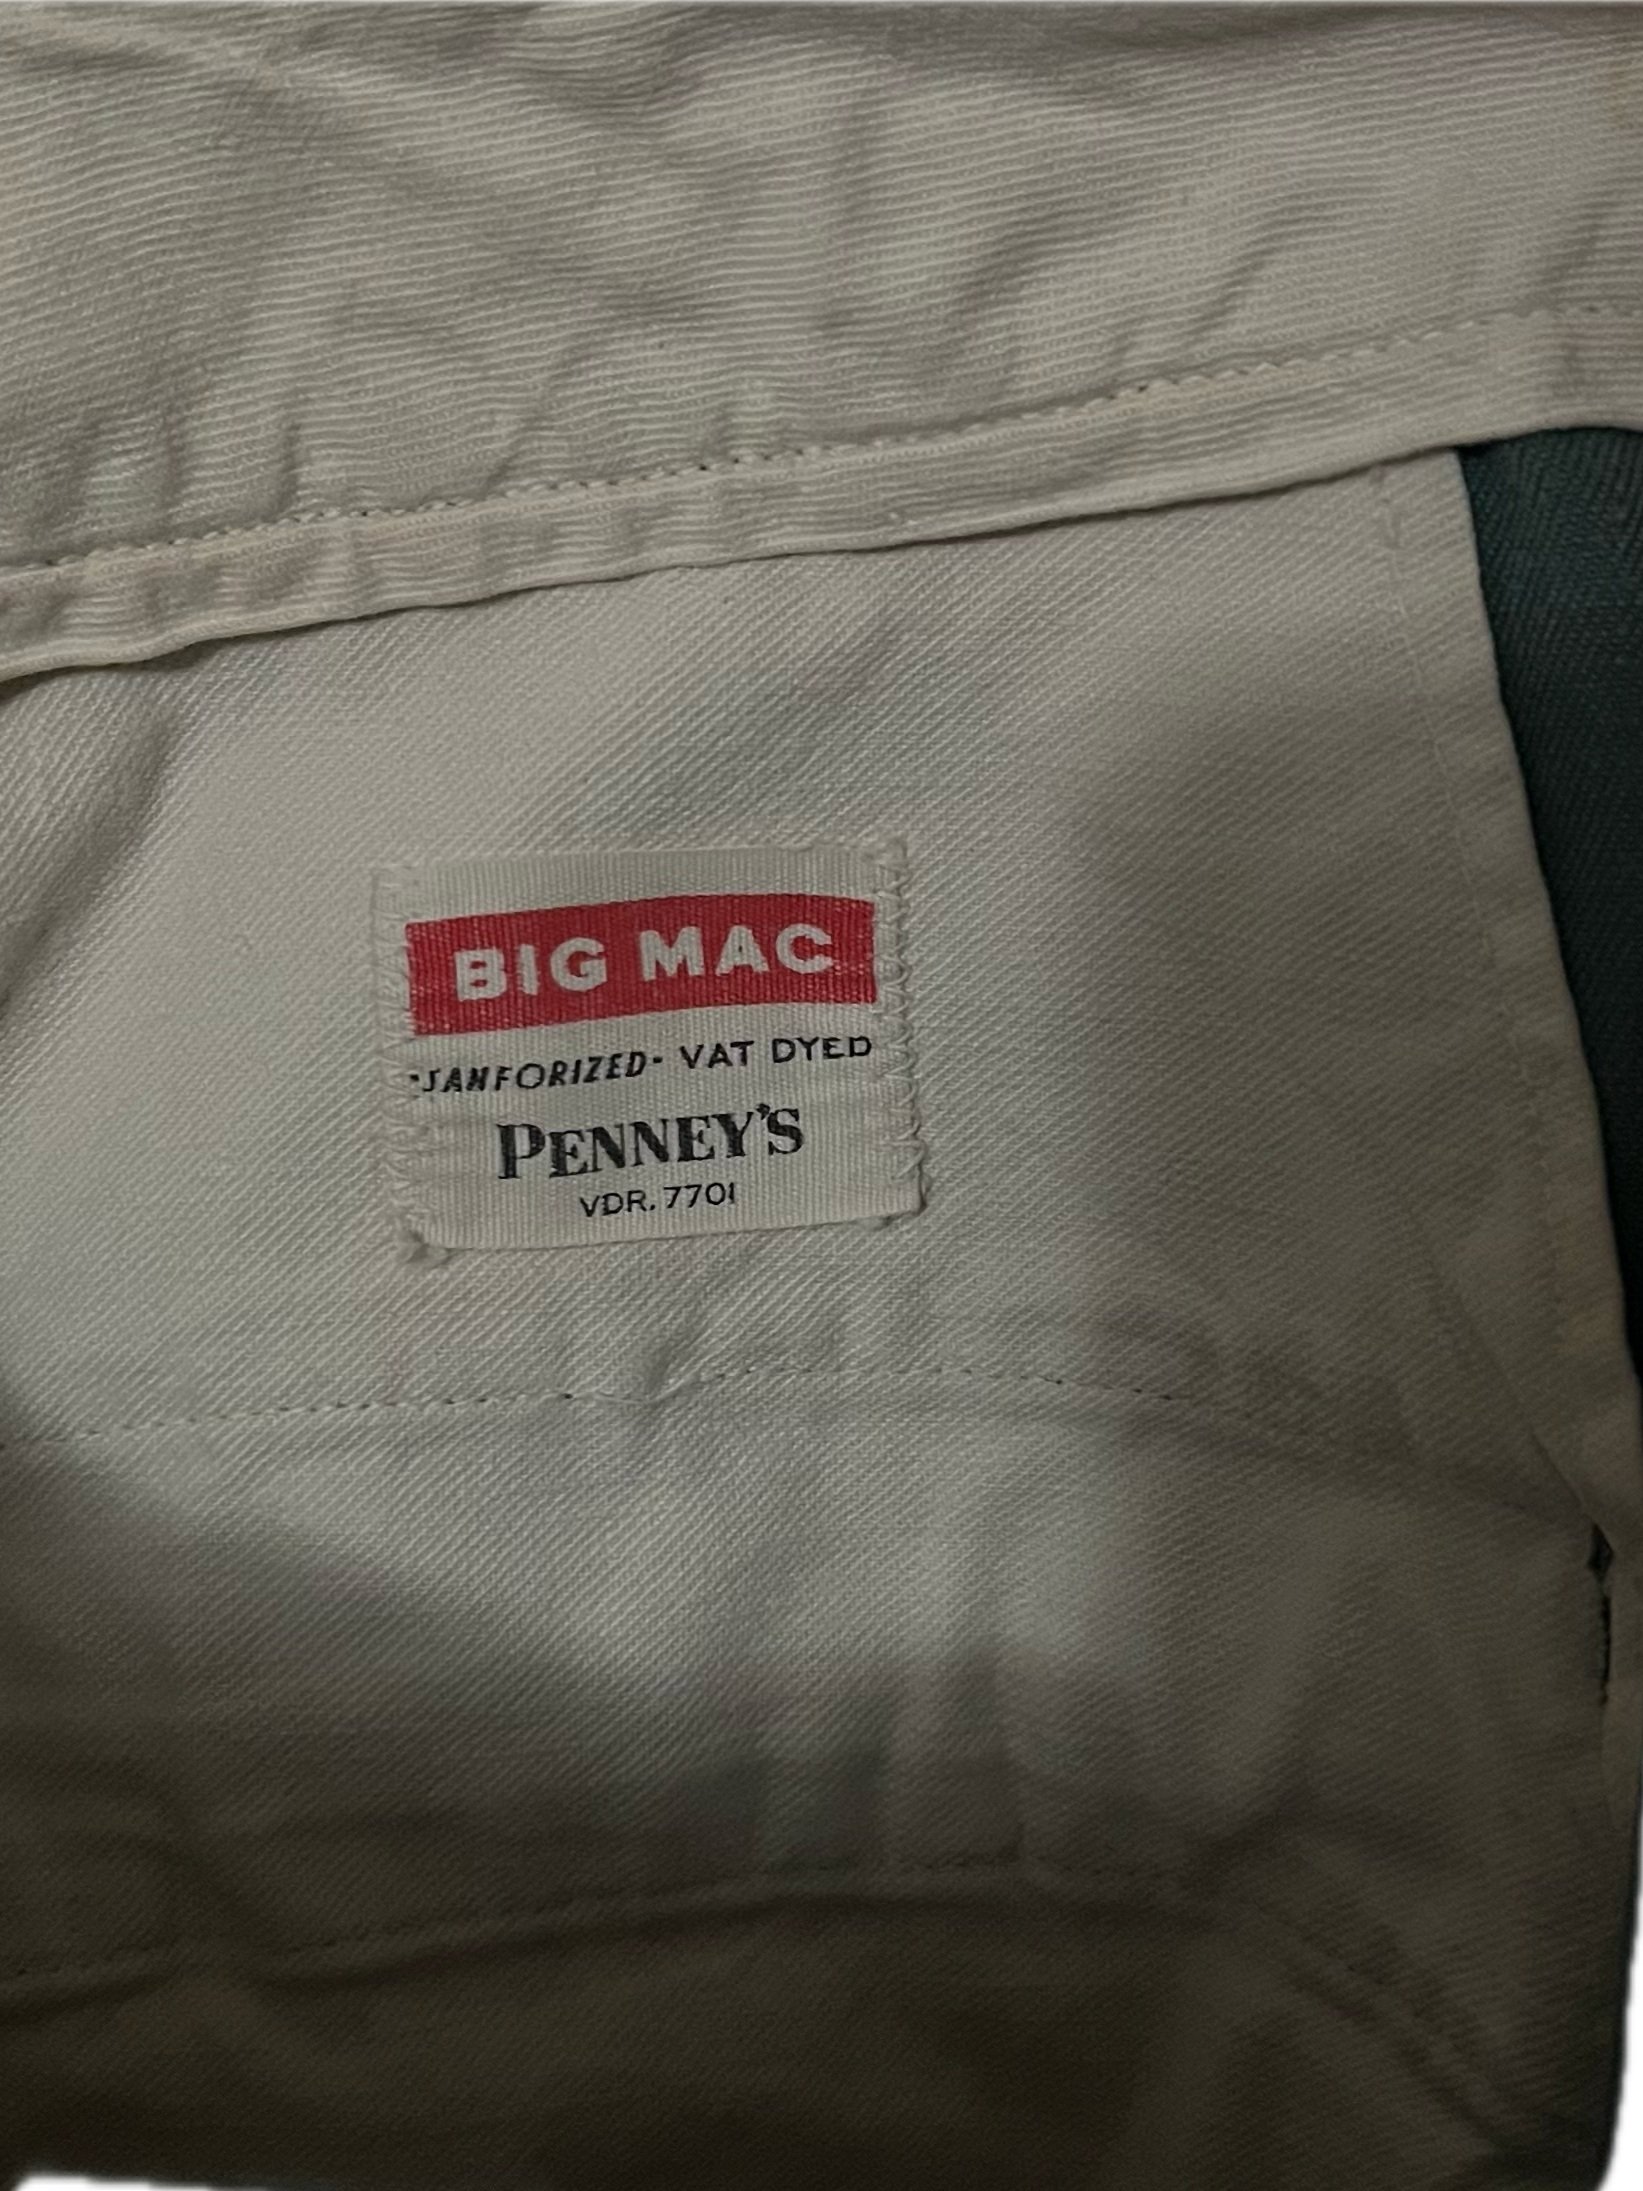 BIG MAC
"SANFORIZED" VAT DYED
PENNEY'S
VDR. 7701